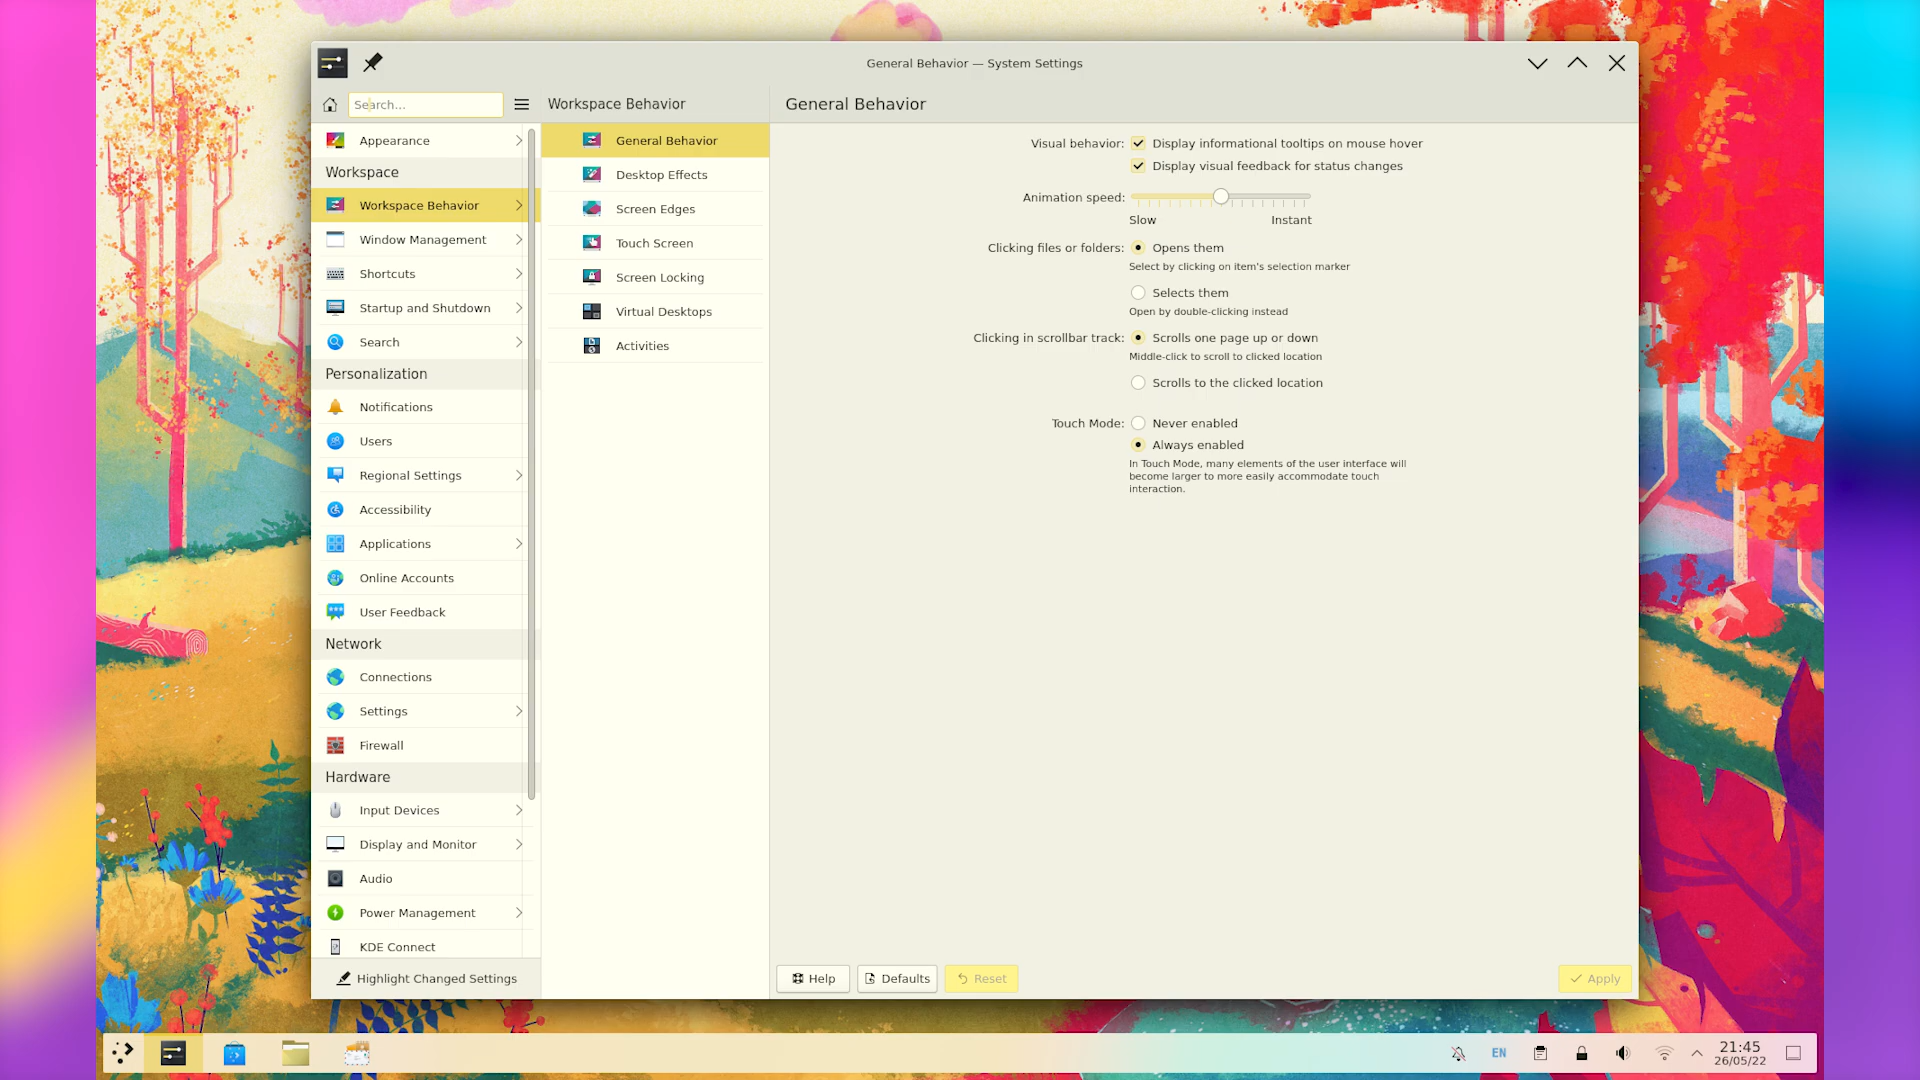 General Behavior — System Settings
Search...
Workspace Behavior
General Behavior
Appearance
Workspace
Workspace Behavior
Window Management
Shortcuts
Startup and Shutdown
Search
Personalization
Notifications
Users
Regional Settings
Accessibility
Applications
Online Accounts
User Feedback
Network
Connections
Settings
Firewall
Hardware
Input Devices
Display and Monitor
Audio
Power Management
KDE Connect
Highlight Changed Settings
General Behavior
Desktop Effects
Screen Edges
Touch Screen
Screen Locking
Virtual Desktops
Activities
Visual behavior: Display informational tooltips on mouse hover
Display visual feedback for status changes
Animation speed:
Slow Instant
Clicking files or folders: Opens them
Select by clicking on item's selection marker
Selects them
Open by double-clicking instead
Clicking in scrollbar track: Scrolls one page up or down
Middle-click to scroll to clicked location
Scrolls to the clicked location
Touch Mode: Never enabled
Always enabled
In Touch Mode, many elements of the user interface will
become larger to more easily accommodate touch
interaction.
Help Defaults Reset Apply
EN
21:45
26/05/22